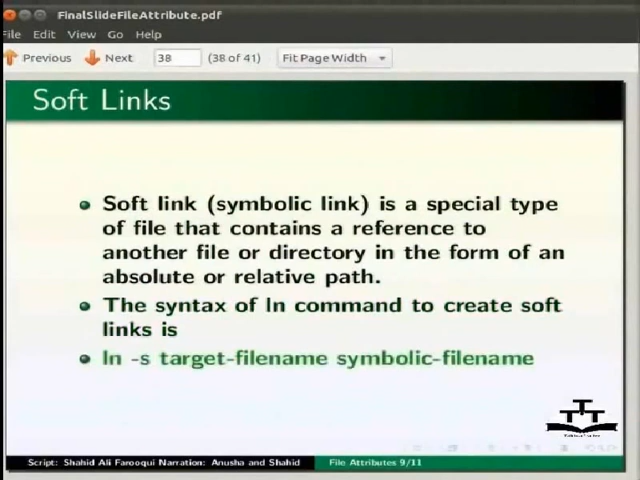 FinalSlideFileAttribute.pdf
File Edit View Go Help
Previous Next 38 (38 of 41) Fit Page Width
Soft Links
Soft link (symbolic link) is a special type
of file that contains a reference to
another file or directory in the form of an
absolute or relative path.
The syntax of ln command to create soft
links is
ln -s target-filename symbolic-filename
Script: Shahid Ali Farooqui Narration: Anusha and Shahid File Attributes 9/11